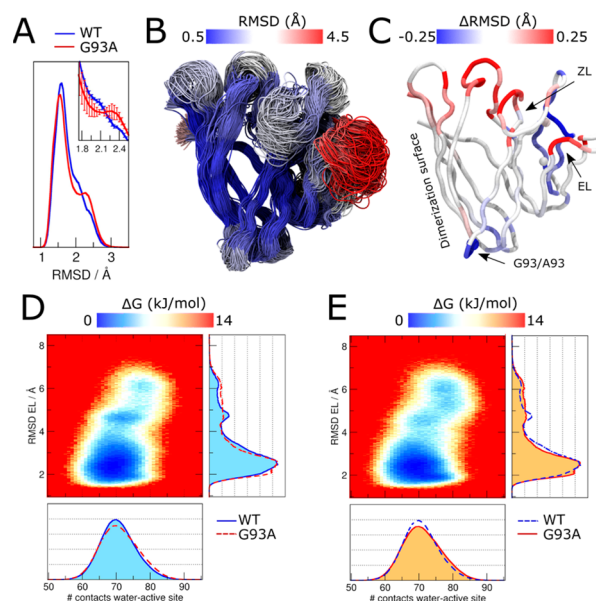 A
WT
G93A
1.8 2.1 2.4
1 2 3
RMSD / Å
B
RMSD (Å)
0.5 4.5
C
ΔRMSD (Å)
-0.25 0.25
ZL
EL
Dimerization surface
G93/A93
D
ΔG (kJ/mol)
0 14
8
6
4
2
RMSD EL / Å
WT
G93A
50 60 70 80 90
# contacts water-active site
E
ΔG (kJ/mol)
0 14
8
6
4
2
RMSD EL / Å
WT
G93A
50 60 70 80 90
# contacts water-active site